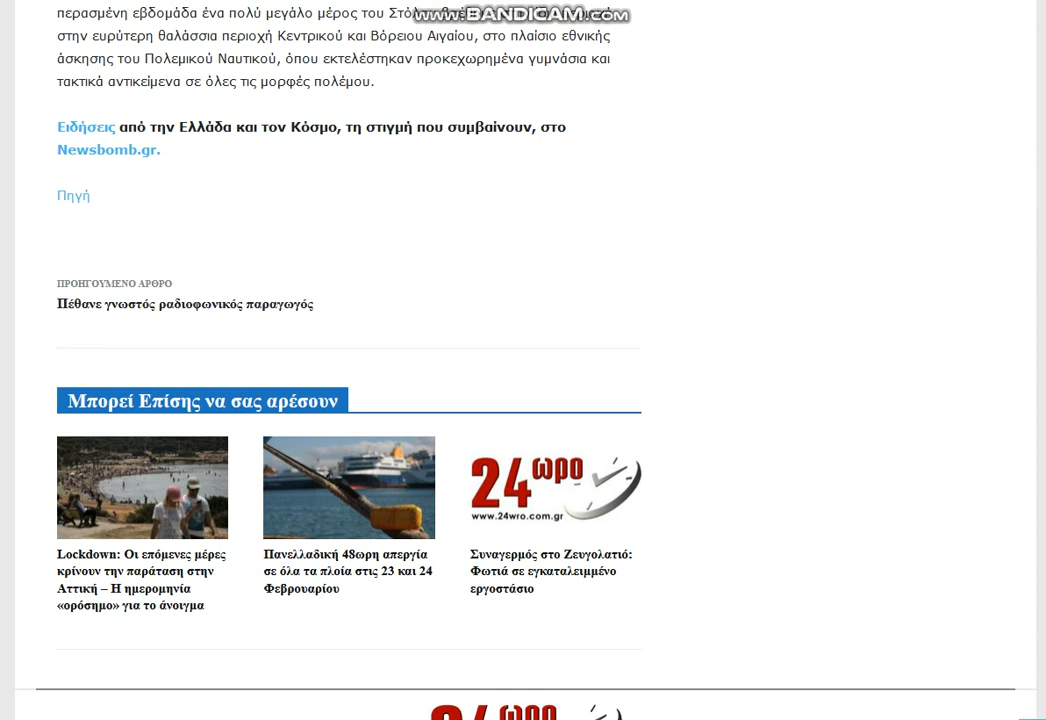 περασμένη εβδομάδα ένα πολύ μεγάλο μέρος του
www.BANDICAM.com
στην ευρύτερη θαλάσσια περιοχή Κεντρικού και Βόρειου Αιγαίου, στο πλαίσιο εθνικής
άσκησης του Πολεμικού Ναυτικού, όπου εκτελέστηκαν προκεχωρημένα γυμνάσια και
τακτικά αντικείμενα σε όλες τις μορφές πολέμου.
Ειδήσεις από την Ελλάδα και τον Κόσμο, τη στιγμή που συμβαίνουν, στο
Newsbomb.gr.
Πηγή
ΠΡΟΗΓΟΥΜΕΝΟ ΑΡΘΡΟ
Πέθανε γνωστός ραδιοφωνικός παραγωγός
Μπορεί Επίσης να σας αρέσουν
24ωρο
www.24wro.com.gr
Lockdown: Οι επόμενες μέρες
κρίνουν την παράταση στην
Αττική – Η ημερομηνία
«ορόσημο» για το άνοιγμα
Πανελλαδική 48ωρη απεργία
σε όλα τα πλοία στις 23 και 24
Φεβρουαρίου
Συναγερμός στο Ζευγολατιό:
Φωτιά σε εγκαταλειμμένο
εργοστάσιο
24ωρο